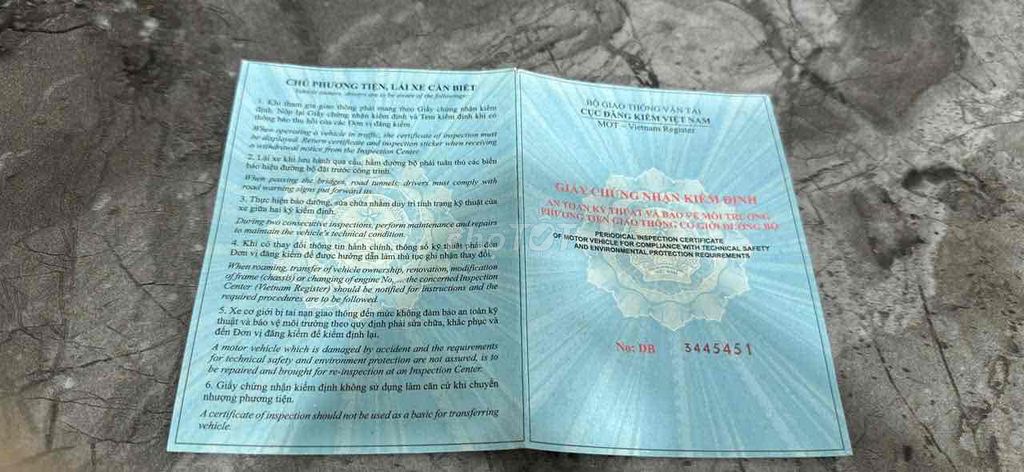 CHỦ PHƯƠNG TIỆN, LÁI XE CẦN BIẾT
Vehicle owners, drivers are to be aware of the followings
1. Khi tham gia giao thông phải mang theo Giấy chứng nhận kiểm
định. Nộp lại Giấy chứng nhận kiểm định và Tem kiểm định khi có
thông báo thu hồi của các Đơn vị đăng kiểm.
When operating a vehicle in traffic, the certificate of inspection must
be displayed. Return certificate and inspection sticker when receiving
a withdrawal notice from the Inspection Center.
2. Lái xe khi lưu hành qua cầu, hầm đường bộ phải tuân thủ các biển
báo hiệu đường bộ đặt trước công trình.
When passing the bridges, road tunnels, drivers must comply with
road warning signs put forward to.
3. Thực hiện bảo dưỡng, sửa chữa nhằm duy trì tình trạng kỹ thuật của
xe giữa hai kỳ kiểm định.
During two consecutive inspections, perform maintenance and repairs
to maintain the vehicle's technical condition.
4. Khi có thay đổi thông tin hành chính, thông số kỹ thuật phải đến
Đơn vị đăng kiểm để được hướng dẫn làm thủ tục ghi nhận thay đổi.
When roaming, transfer of vehicle ownership, renovation, modification
of frame (chassis) or changing of engine No, ... the concerned Inspection
Center (Vietnam Register) should be notified for instructions and the
required procedures are to be followed.
5. Xe cơ giới bị tai nạn giao thông đến mức không đảm bảo an toàn kỹ
thuật và bảo vệ môi trường theo quy định phải sửa chữa, khắc phục và
đến Đơn vị đăng kiểm để kiểm định lại.
A motor vehicle which is damaged by accident and the requirements
for technical safety and environment protection are not assured, is to
be repaired and brought for re-inspection at an Inspection Center.
6. Giấy chứng nhận kiểm định không sử dụng làm căn cứ khi chuyển
nhượng phương tiện.
A certificate of inspection should not be used as a basic for transferring
vehicle.
BỘ GIAO THÔNG VẬN TẢI
CỤC ĐĂNG KIỂM VIỆT NAM
MOT – Vietnam Register
GIẤY CHỨNG NHẬN KIỂM ĐỊNH
AN TOÀN KỸ THUẬT VÀ BẢO VỆ MÔI TRƯỜNG
PHƯƠNG TIỆN GIAO THÔNG CƠ GIỚI ĐƯỜNG BỘ
PERIODICAL INSPECTION CERTIFICATE
OF MOTOR VEHICLE FOR COMPLIANCE WITH TECHNICAL SAFETY
AND ENVIRONMENTAL PROTECTION REQUIREMENTS
No: DB 3445451